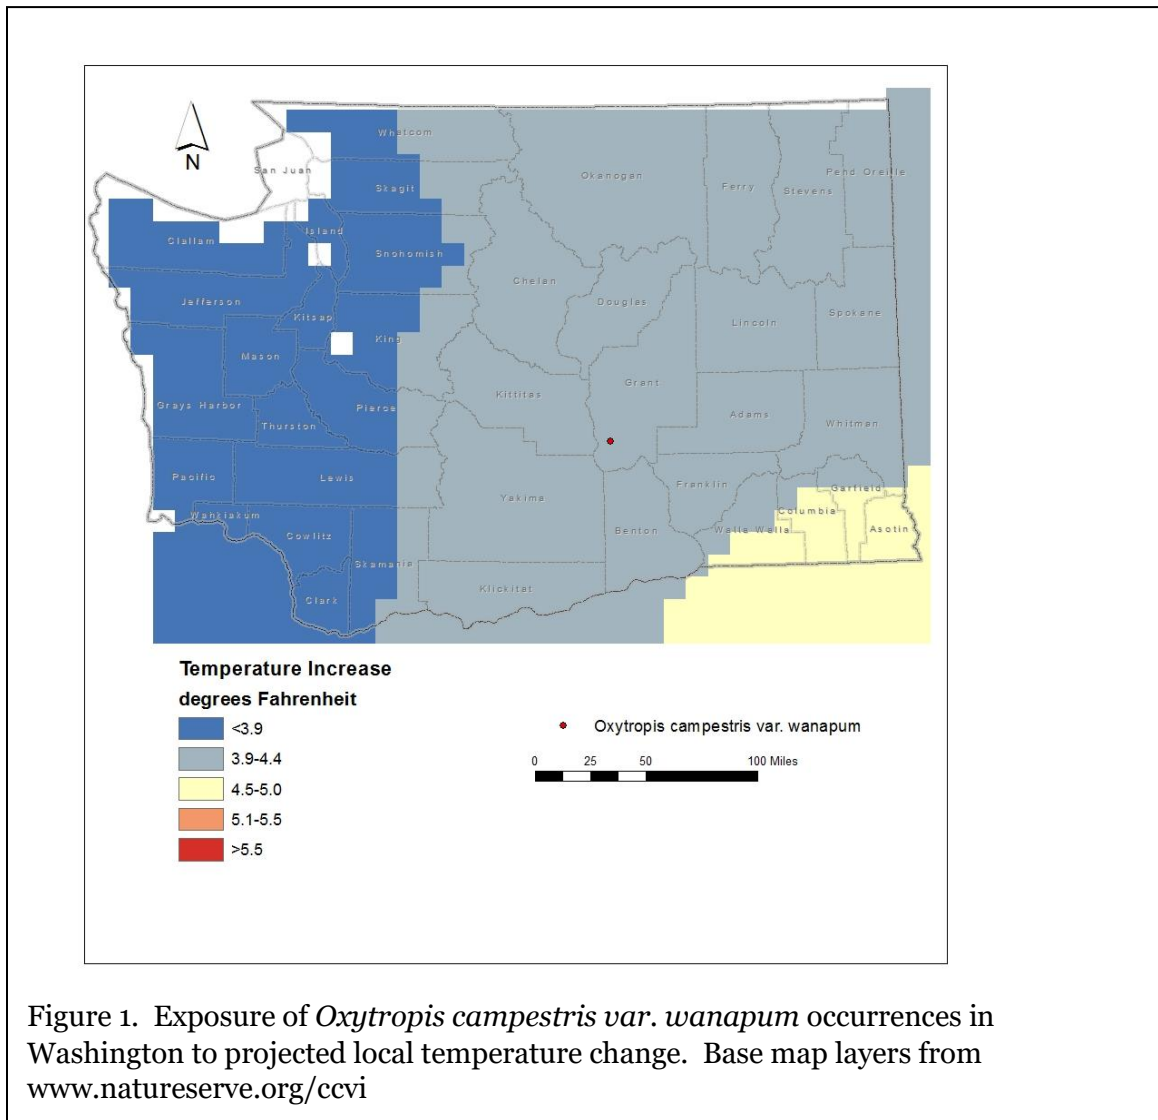 N
Whatcom
San Juan
Okanogan
Ferry
Stevens
Pend Oreille
Skagit
Island
Clallam
Snohomish
Chelan
Jefferson
Douglas
Kitsap
Lincoln
Spokane
King
Mason
Grant
Kittitas
Grays Harbor
Pierce
Adams
Whitman
Thurston
Pacific
Lewis
Yakima
Franklin
Garfield
Wahkiakum
Columbia
Cowlitz
Benton
Walla Walla
Asotin
Skamania
Klickitat
Clark
Temperature Increase
degrees Fahrenheit
<3.9
3.9-4.4
4.5-5.0
5.1-5.5
>5.5
Oxytropis campestris var. wanapum
0 25 50 100 Miles
Figure 1. Exposure of Oxytropis campestris var. wanapum occurrences in
Washington to projected local temperature change. Base map layers from
www.natureserve.org/ccvi